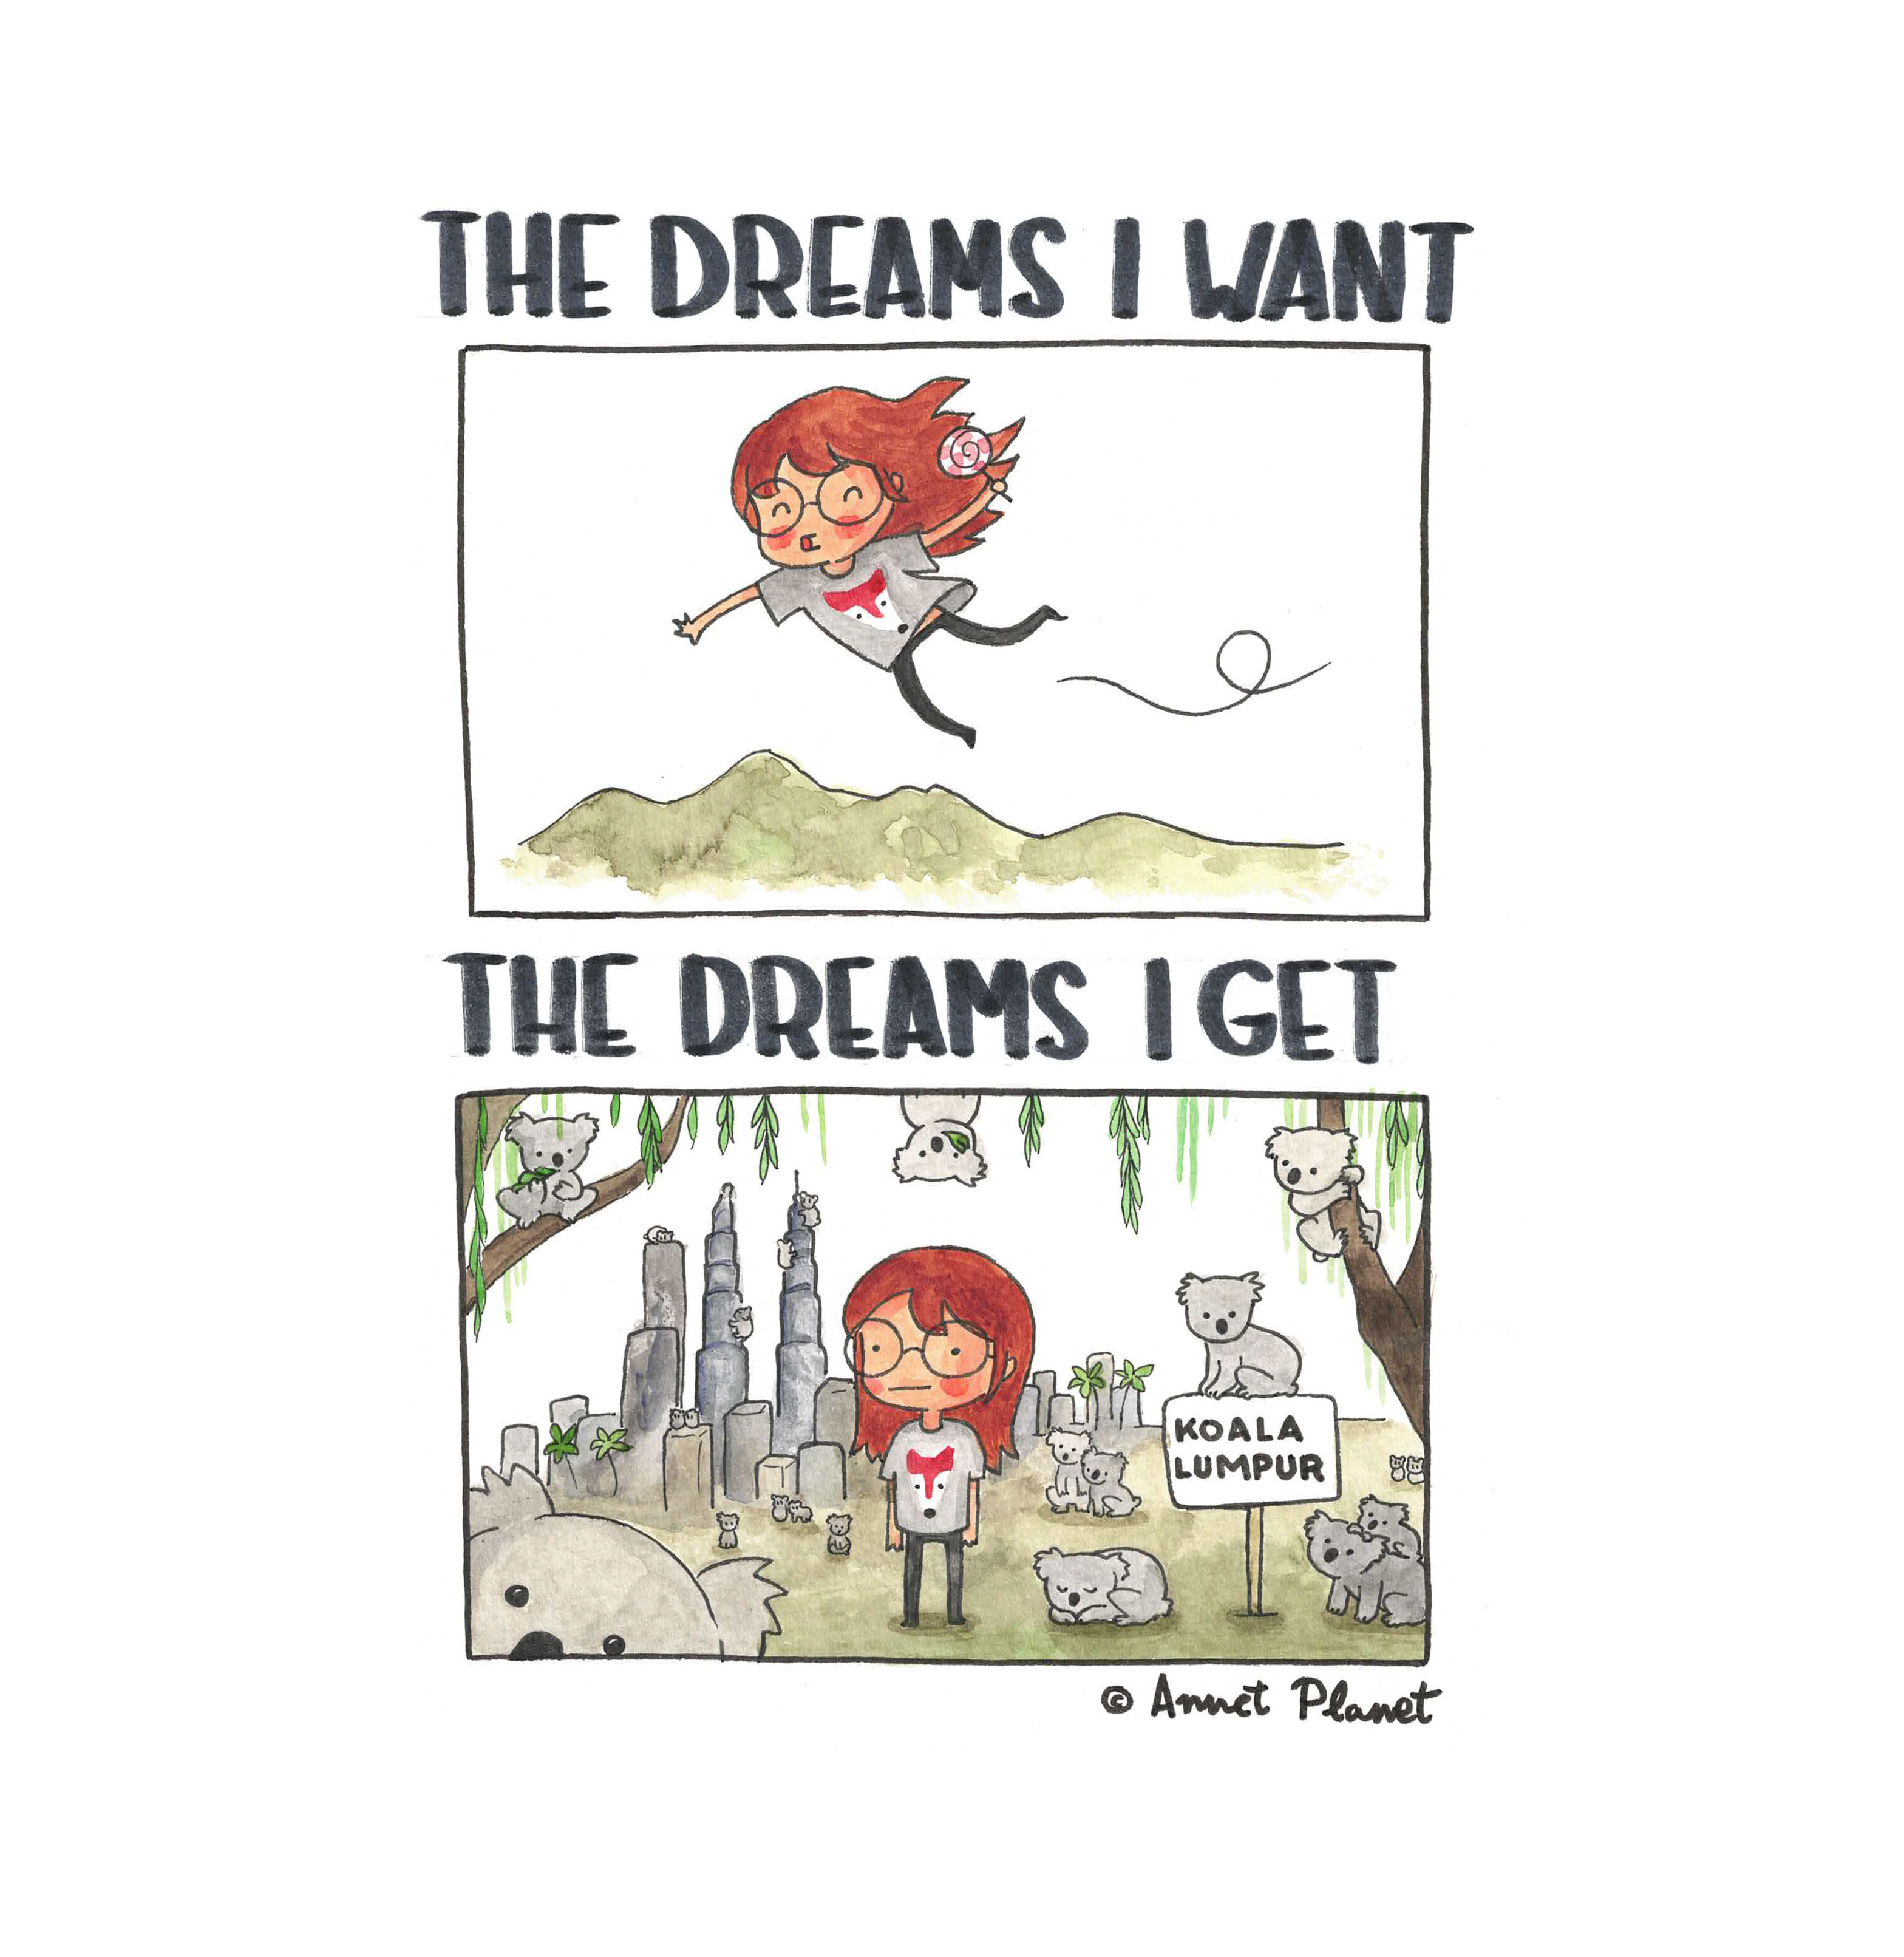 THE DREAMS I WANT
THE DREAMS I GET
KOALA
LUMPUR
© Annet Planet